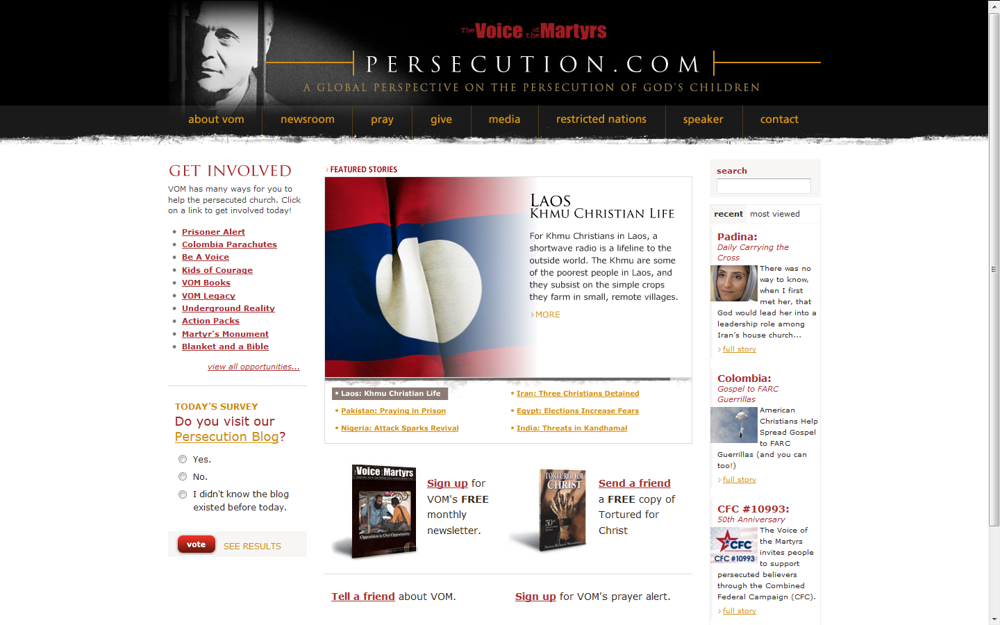 The Voice of the Martyrs
PERSECUTION.COM
A GLOBAL PERSPECTIVE ON THE PERSECUTION OF GOD'S CHILDREN
about vom
newsroom
pray
give
media
restricted nations
speaker
contact
GET INVOLVED
VOM has many ways for you to
help the persecuted church. Click
on a link to get involved today!
Prisoner Alert
Colombia Parachutes
Be A Voice
Kids of Courage
VOM Books
VOM Legacy
Underground Reality
Action Packs
Martyr's Monument
Blanket and a Bible
view all opportunities...
TODAY'S SURVEY
Do you visit our
Persecution Blog?
Yes.
No.
I didn't know the blog
existed before today.
vote
SEE RESULTS
FEATURED STORIES
LAOS
KHMU CHRISTIAN LIFE
For Khmu Christians in Laos, a
shortwave radio is a lifeline to the
outside world. The Khmu are some
of the poorest people in Laos, and
they subsist on the simple crops
they farm in small, remote villages.
MORE
Laos: Khmu Christian Life
Pakistan: Praying in Prison
Nigeria: Attack Sparks Revival
Iran: Three Christians Detained
Egypt: Elections Increase Fears
India: Threats in Kandhamal
The Voice of the Martyrs
Opposition is Our Opportunity
Sign up for
VOM's FREE
monthly
newsletter.
TORTURED FOR
CHRIST
30th
Send a friend
a FREE copy of
Tortured for
Christ
Tell a friend about VOM.
Sign up for VOM's prayer alert.
search
recent
most viewed
Padina:
Daily Carrying the
Cross
There was no
way to know,
when I first
met her, that
God would lead her into a
leadership role among
Iran's house church...
full story
Colombia:
Gospel to FARC
Guerrillas
American
Christians Help
Spread Gospel
to FARC
Guerrillas (and you can
too!)
full story
CFC #10993:
50th Anniversary
CFC
CFC #10993
The Voice of
the Martyrs
invites people
to support
persecuted believers
through the Combined
Federal Campaign (CFC).
full story